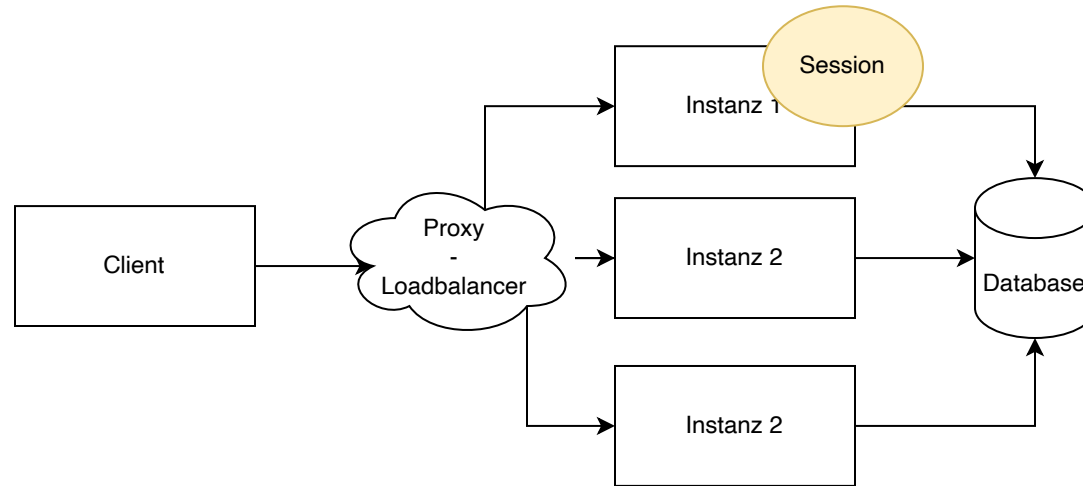 Session
Instanz 1
Client
Proxy
-
Loadbalancer
Instanz 2
Database
Instanz 2